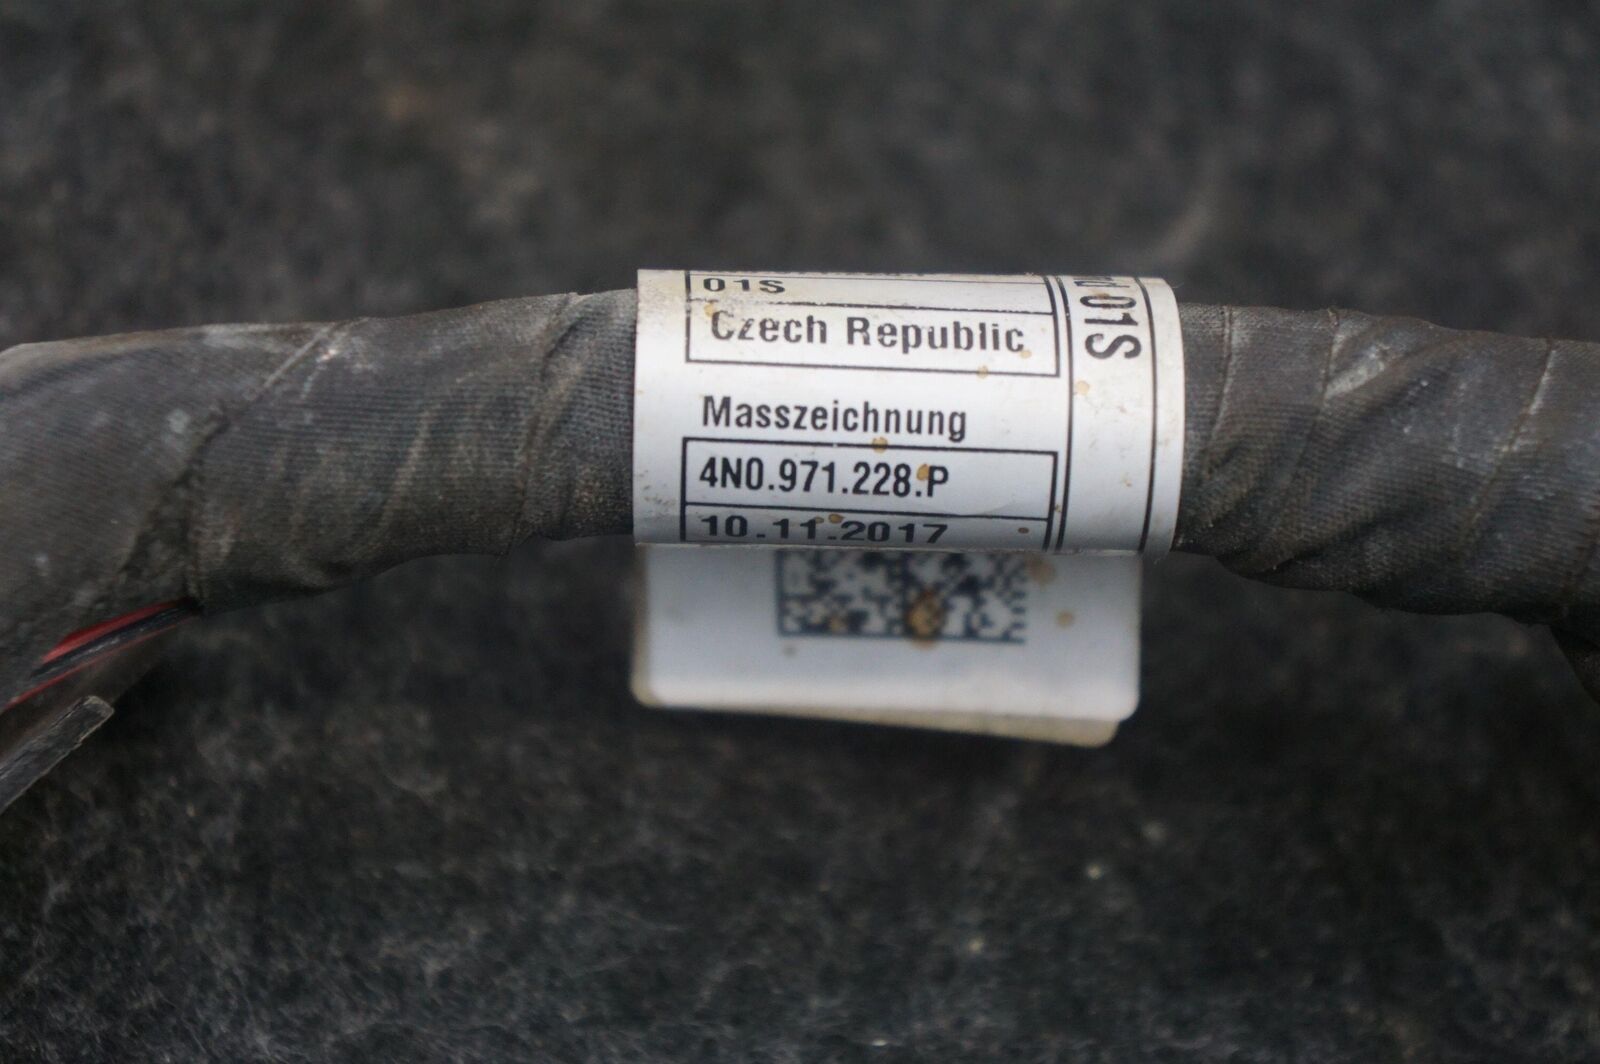 01S
Czech Republic
Masszeichnung
4N0.971.228.P
10.11.2017
01S